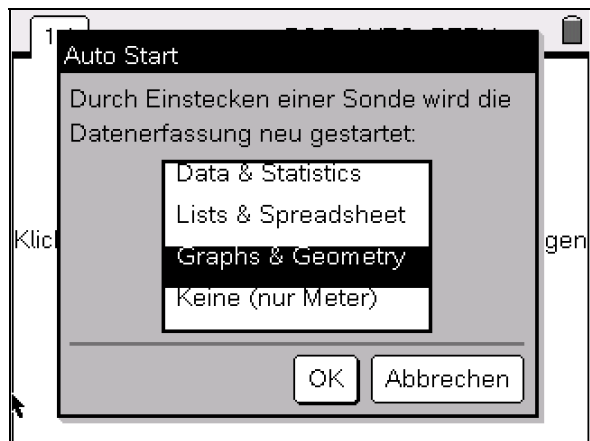 Auto Start
Durch Einstecken einer Sonde wird die
Datenerfassung neu gestartet:
Data & Statistics
Lists & Spreadsheet
Graphs & Geometry
Keine (nur Meter)
OK Abbrechen